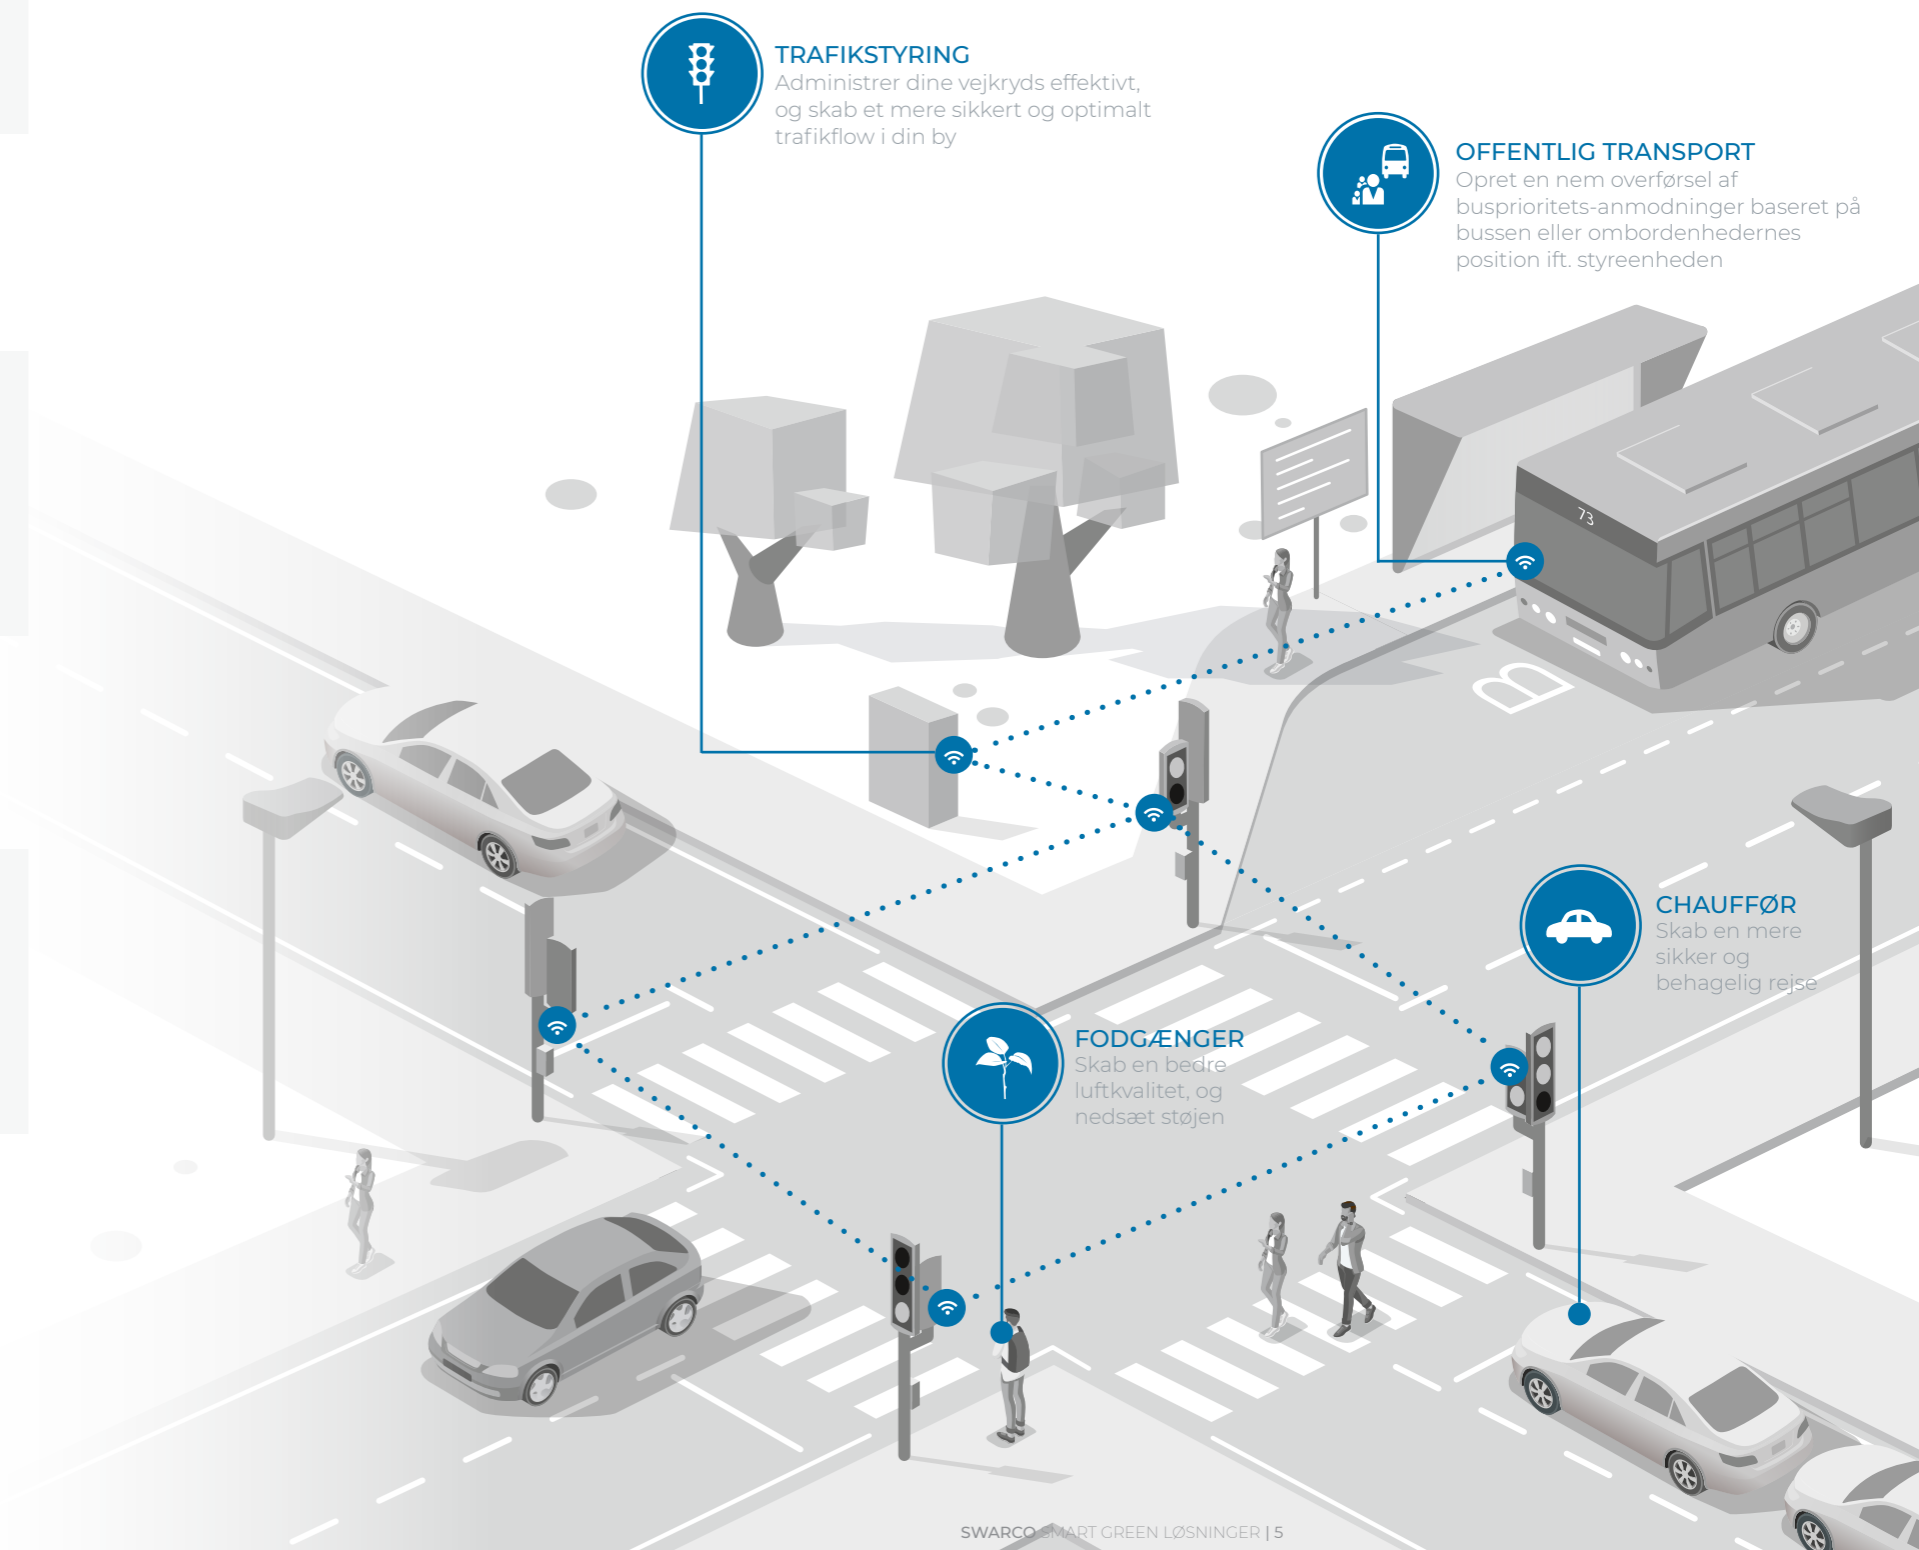 TRAFIKSTYRING
Administrer dine vejkryds effektivt,
og skab et mere sikkert og optimalt
trafikflow i din by
OFFENTLIG TRANSPORT
Opret en nem overførsel af
busprioritets-anmodninger baseret på
bussen eller ombordenhedernes
position ift. styreenheden
73
B
CHAUFFØR
Skab en mere
sikker og
behagelig rejse
FODGÆNGER
Skab en bedre
luftkvalitet, og
nedsæt støjen
SWARCO SMART GREEN LØSNINGER | 5